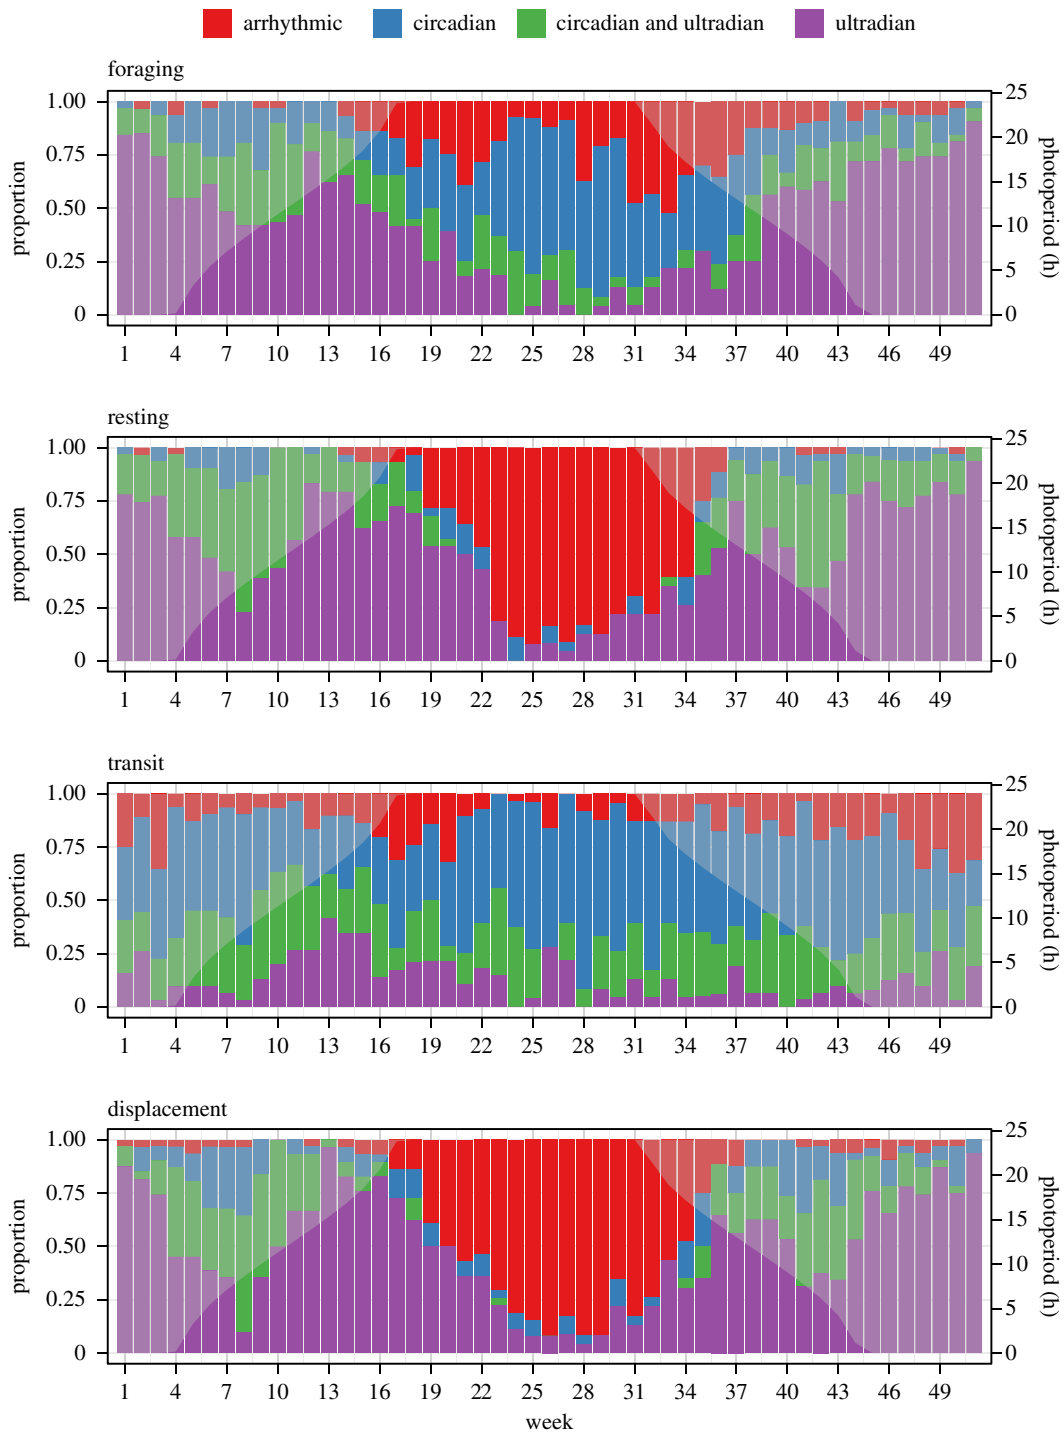 arrhythmic circadian circadian and ultradian ultradian
foraging
1.00 0.75 0.50 0.25 0
proportion
25 20 15 10 5 0
photoperiod (h)
1 4 7 10 13 16 19 22 25 28 31 34 37 40 43 46 49
resting
1.00 0.75 0.50 0.25 0
proportion
25 20 15 10 5 0
photoperiod (h)
1 4 7 10 13 16 19 22 25 28 31 34 37 40 43 46 49
transit
1.00 0.75 0.50 0.25 0
proportion
25 20 15 10 5 0
photoperiod (h)
1 4 7 10 13 16 19 22 25 28 31 34 37 40 43 46 49
displacement
1.00 0.75 0.50 0.25 0
proportion
25 20 15 10 5 0
photoperiod (h)
1 4 7 10 13 16 19 22 25 28 31 34 37 40 43 46 49
week